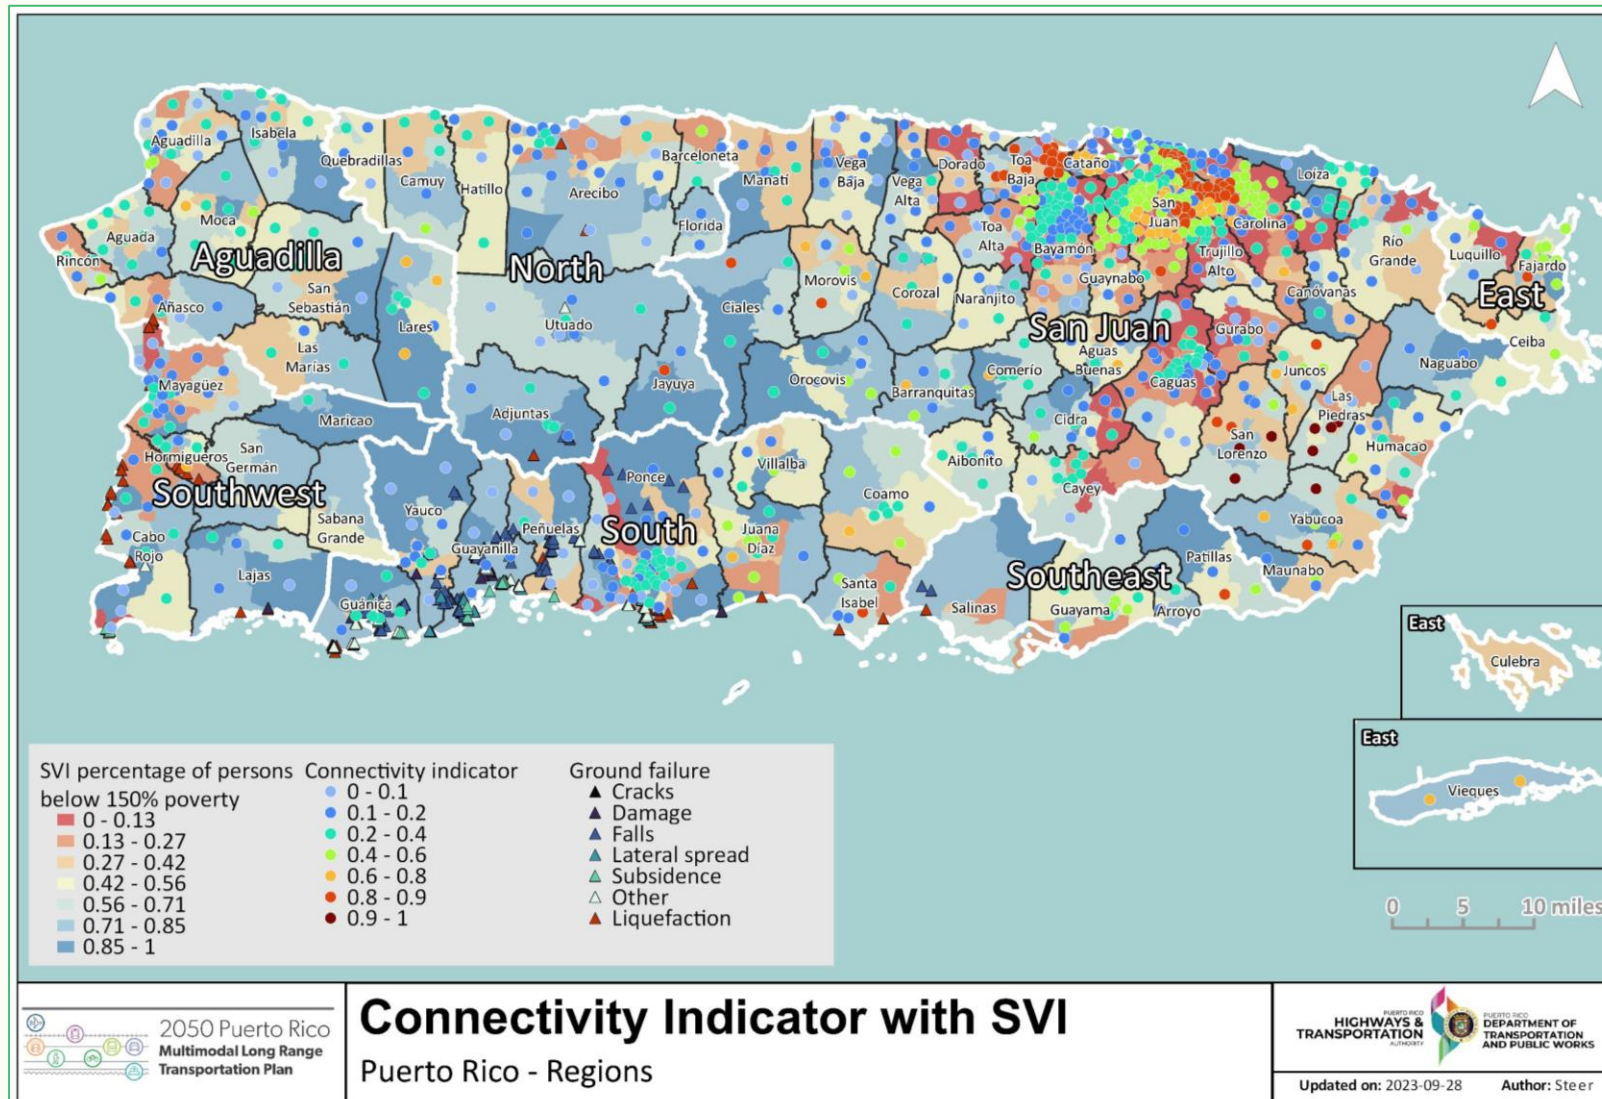 Aguadilla
Isabela
Quebradillas
Camuy
Hatillo
Arecibo
Barceloneta
Florida
Manatí
Vega
Baja
Vega
Alta
Dorado
Toa
Baja
Cataño
San
Juan
Loiza
Toa
Alta
Bayamón
Carolina
Trujillo
Alto
Guaynabo
Canóvanas
Río
Grande
Luquillo
Fajardo
East
Ceiba
Rincón
Aguada
Moca
Aguadilla
San
Sebastián
Añasco
Lares
Las
Marías
Mayagüez
North
Utuado
Ciales
Morovis
Corozal
Naranjito
San Juan
Gurabo
Aguas
Buenas
Caguas
Comerío
Juncos
Naguabo
Jayuya
Adjuntas
Orocovis
Barranquitas
Cidra
Las
Piedras
San
Lorenzo
Humacao
Maricao
Hormigueros
San
Germán
Southwest
Sabana
Grande
Yauco
Guayanilla
Peñuelas
Ponce
South
Villalba
Coamo
Aibonito
Cayey
Juana
Díaz
Yabucoa
Cabo
Rojo
Lajas
Guánica
Santa
Isabel
Salinas
Southeast
Guayama
Arroyo
Patillas
Maunabo
East
Culebra
East
Vieques
SVI percentage of persons
below 150% poverty
0 - 0.13
0.13 - 0.27
0.27 - 0.42
0.42 - 0.56
0.56 - 0.71
0.71 - 0.85
0.85 - 1
Connectivity indicator
0 - 0.1
0.1 - 0.2
0.2 - 0.4
0.4 - 0.6
0.6 - 0.8
0.8 - 0.9
0.9 - 1
Ground failure
Cracks
Damage
Falls
Lateral spread
Subsidence
Other
Liquefaction
0 5 10 miles
2050 Puerto Rico
Multimodal Long Range
Transportation Plan
Connectivity Indicator with SVI
Puerto Rico - Regions
PUERTO RICO
HIGHWAYS &
TRANSPORTATION
AUTHORITY
PUERTO RICO
DEPARTMENT OF
TRANSPORTATION
AND PUBLIC WORKS
Updated on: 2023-09-28 Author: Steer